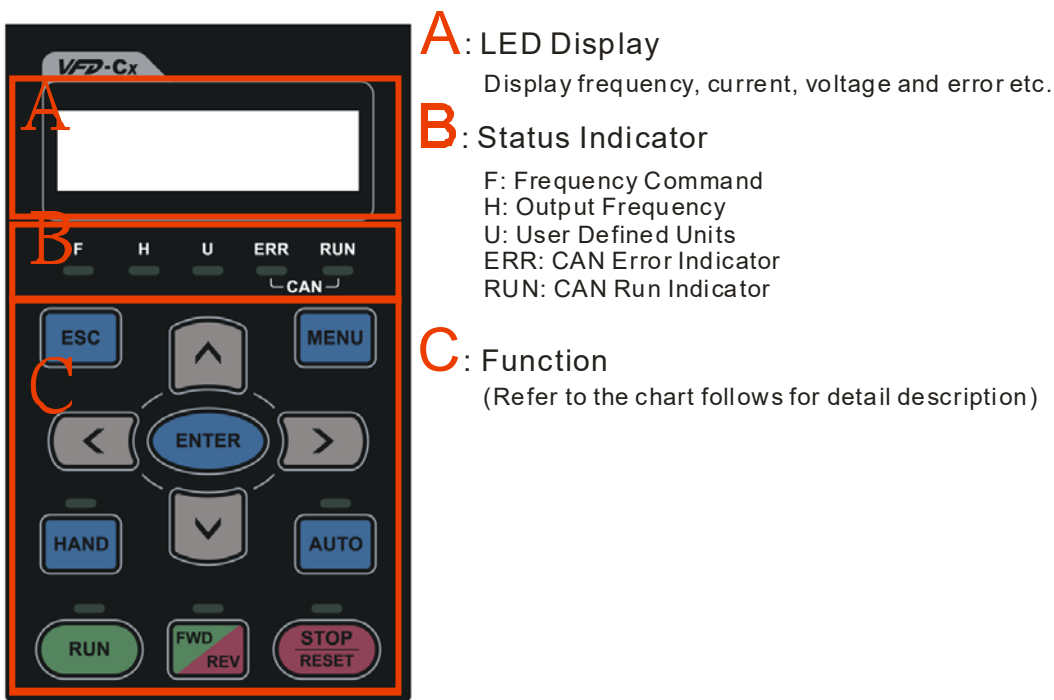 VFD-Cx
A
B
F H U ERR RUN
CAN
C
ESC
MENU
ENTER
HAND
AUTO
RUN
FWD
REV
STOP
RESET
A: LED Display
Display frequency, current, voltage and error etc.
B: Status Indicator
F: Frequency Command
H: Output Frequency
U: User Defined Units
ERR: CAN Error Indicator
RUN: CAN Run Indicator
C: Function
(Refer to the chart follows for detail description)